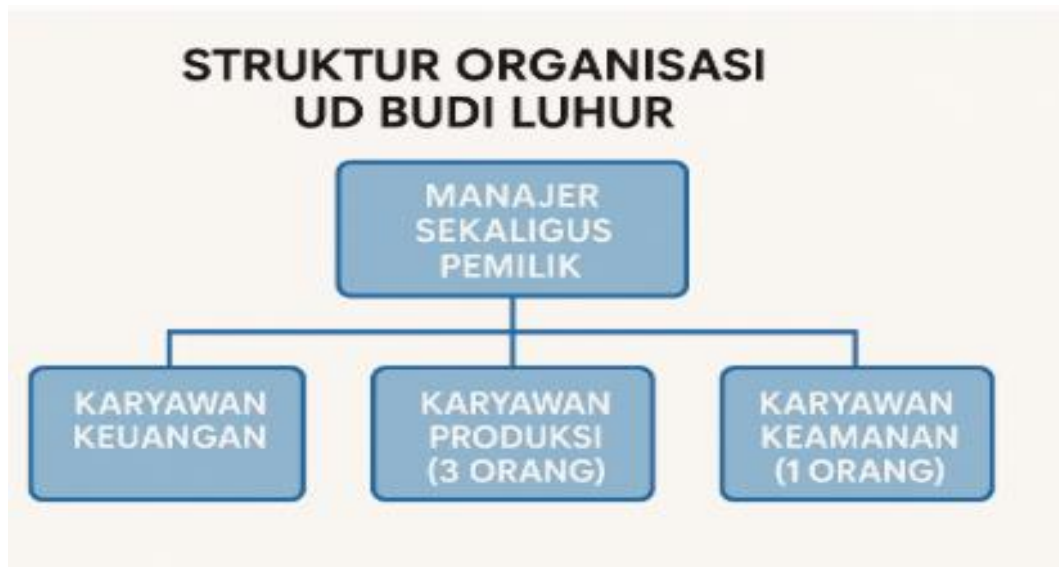 STRUKTUR ORGANISASI
UD BUDI LUHUR
MANAJER
SEKALIGUS
PEMILIK
KARYAWAN
KEUANGAN
KARYAWAN
PRODUKSI
(3 ORANG)
KARYAWAN
KEAMANAN
(1 ORANG)